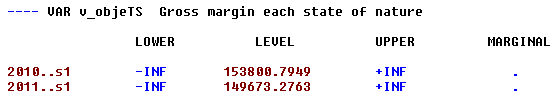 ---- VAR v_objeTS  Gross margin each state of nature
LOWER LEVEL UPPER MARGINAL
2010..s1 -INF 153800.7949 +INF .
2011..s1 -INF 149673.2763 +INF .